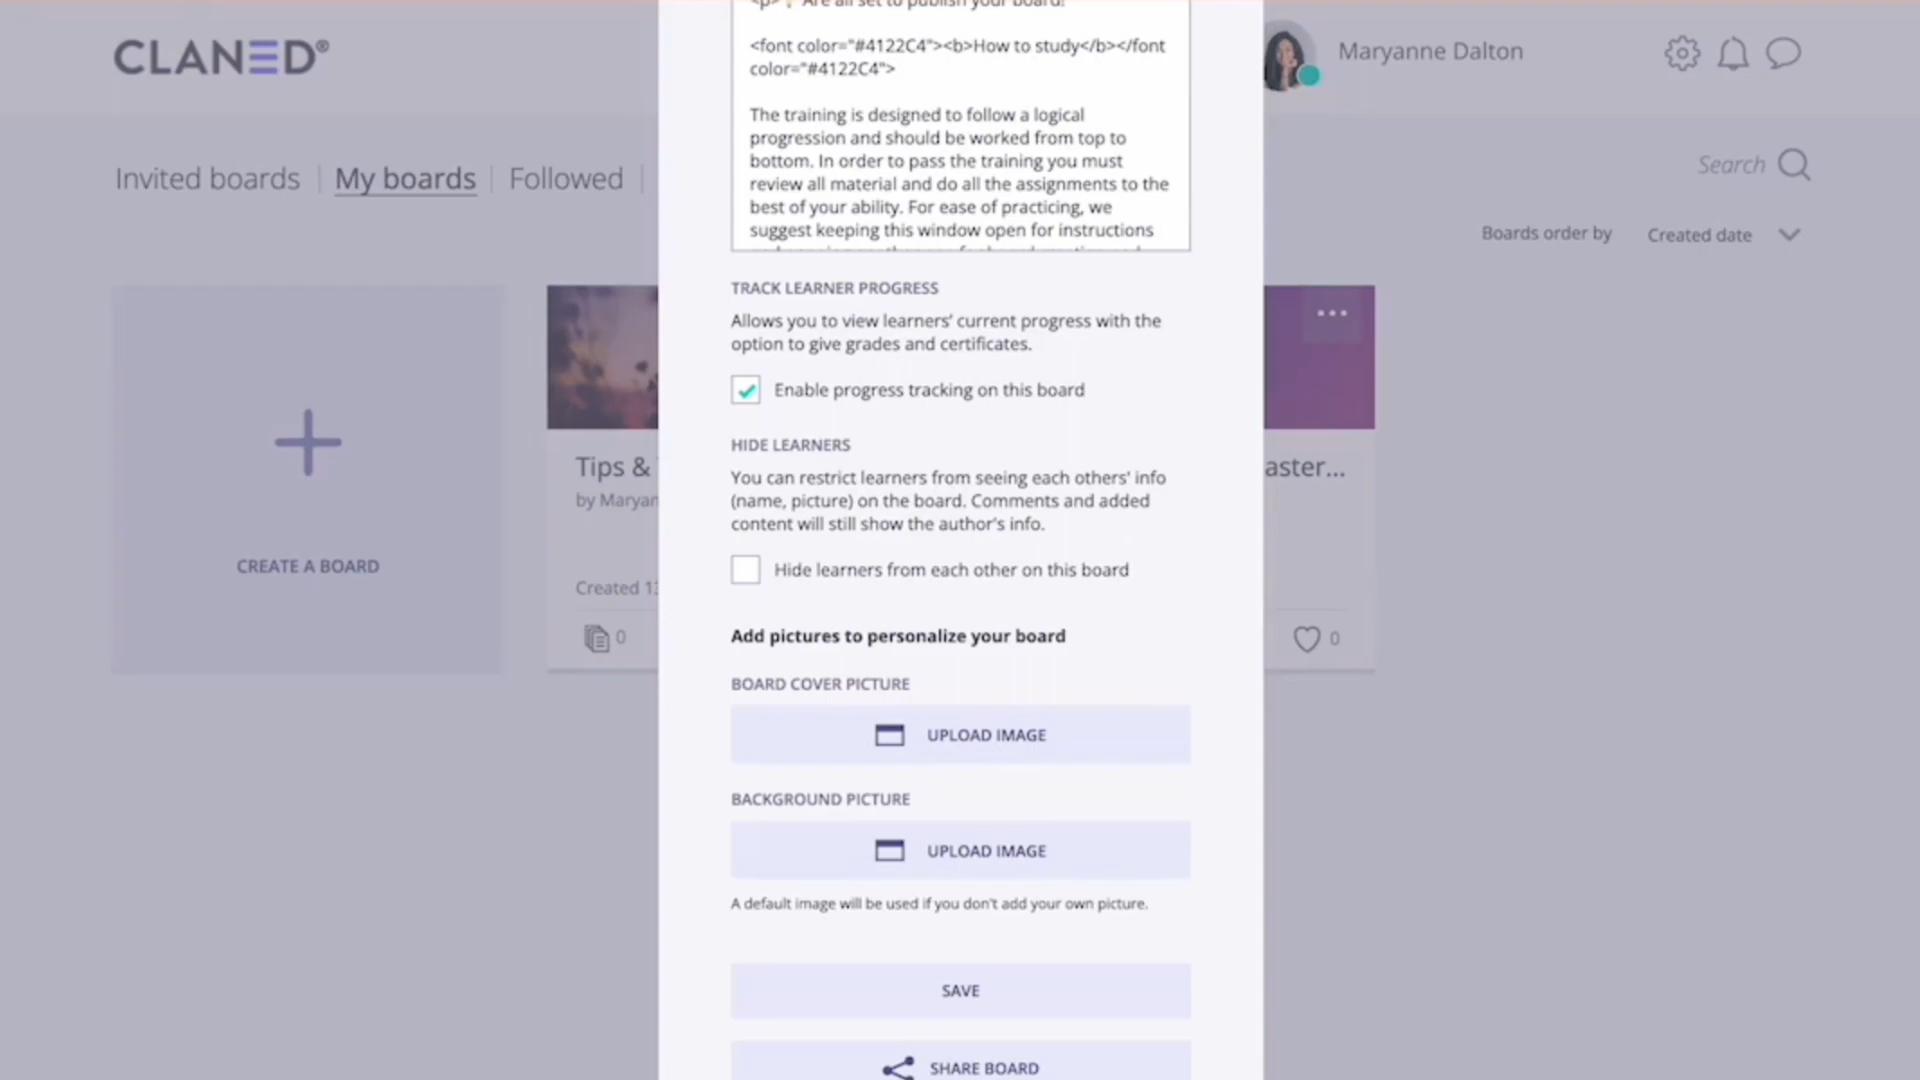 <p>💡 Are all set to publish your board!
<font color="#4122C4"><b>How to study</b></font
color="#4122C4">
The training is designed to follow a logical
progression and should be worked from top to
bottom. In order to pass the training you must
review all material and do all the assignments to the
best of your ability. For ease of practicing, we
suggest keeping this window open for instructions
CLANED®
Maryanne Dalton
Invited boards
My boards
Followed
Search
Boards order by
Created date
TRACK LEARNER PROGRESS
Allows you to view learners' current progress with the
option to give grades and certificates.
Enable progress tracking on this board
HIDE LEARNERS
You can restrict learners from seeing each others' info
(name, picture) on the board. Comments and added
content will still show the author's info.
Hide learners from each other on this board
Add pictures to personalize your board
BOARD COVER PICTURE
UPLOAD IMAGE
BACKGROUND PICTURE
UPLOAD IMAGE
A default image will be used if you don't add your own picture.
SAVE
SHARE BOARD
CREATE A BOARD
Tips &
by Maryan
Created 13
0
aster...
0